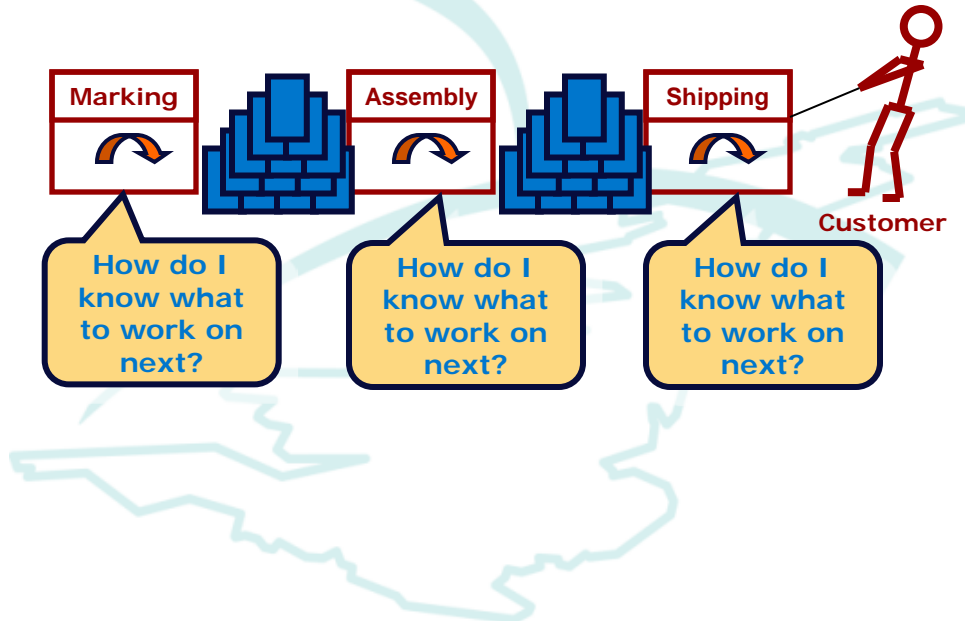 Marking
Assembly
Shipping
Customer
How do I
know what
to work on
next?
How do I
know what
to work on
next?
How do I
know what
to work on
next?